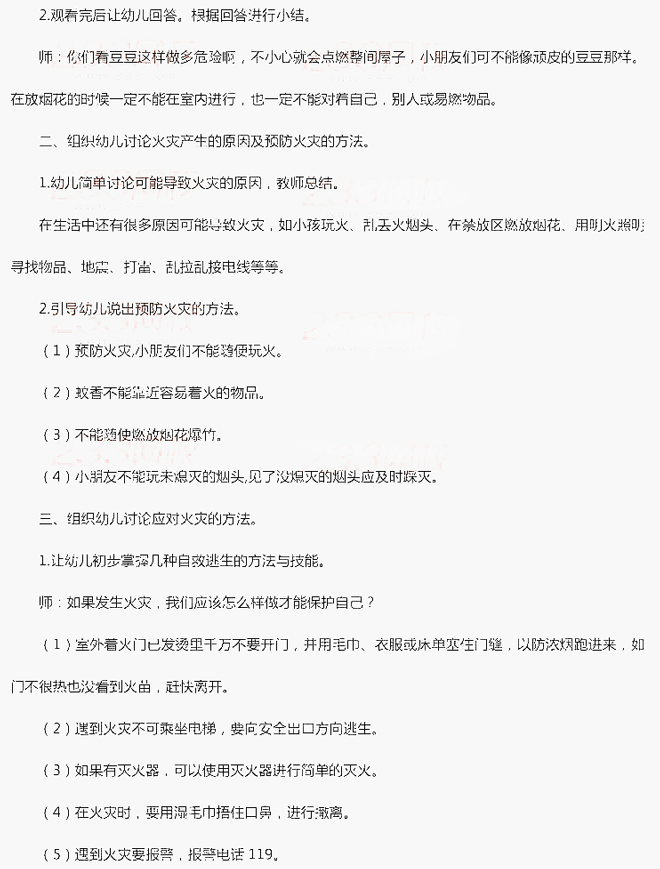 2.观看完后让幼儿回答。根据回答进行小结。
师：你们看豆豆这样做多危险啊，不小心就会点燃整间屋子，小朋友们可不能像顽皮的豆豆那样。
在放烟花的时候一定不能在室内进行，也一定不能对着自己，别人或易燃物品。
二、组织幼儿讨论火灾产生的原因及预防火灾的方法。
1.幼儿简单讨论可能导致火灾的原因，教师总结。
在生活中还有很多原因可能导致火灾，如小孩玩火、乱丢火烟头、在禁放区燃放烟花、用明火照明
寻找物品、地震、打雷、乱拉乱接电线等等。
2.引导幼儿说出预防火灾的方法。
（1）预防火灾,小朋友们不能随便玩火。
（2）蚊香不能靠近容易着火的物品。
（3）不能随便燃放烟花爆竹。
（4）小朋友不能玩未熄灭的烟头,见了没熄灭的烟头应及时踩灭。
三、组织幼儿讨论应对火灾的方法。
1.让幼儿初步掌握几种自救逃生的方法与技能。
师：如果发生火灾，我们应该怎么样做才能保护自己？
（1）室外着火门已发烫里千万不要开门，并用毛巾、衣服或床单塞住门缝，以防浓烟跑进来，如
门不很热也没看到火苗，赶快离开。
（2）遇到火灾不可乘坐电梯，要向安全出口方向逃生。
（3）如果有灭火器，可以使用灭火器进行简单的灭火。
（4）在火灾时，要用湿毛巾捂住口鼻，进行撤离。
（5）遇到火灾要报警，报警电话 119。